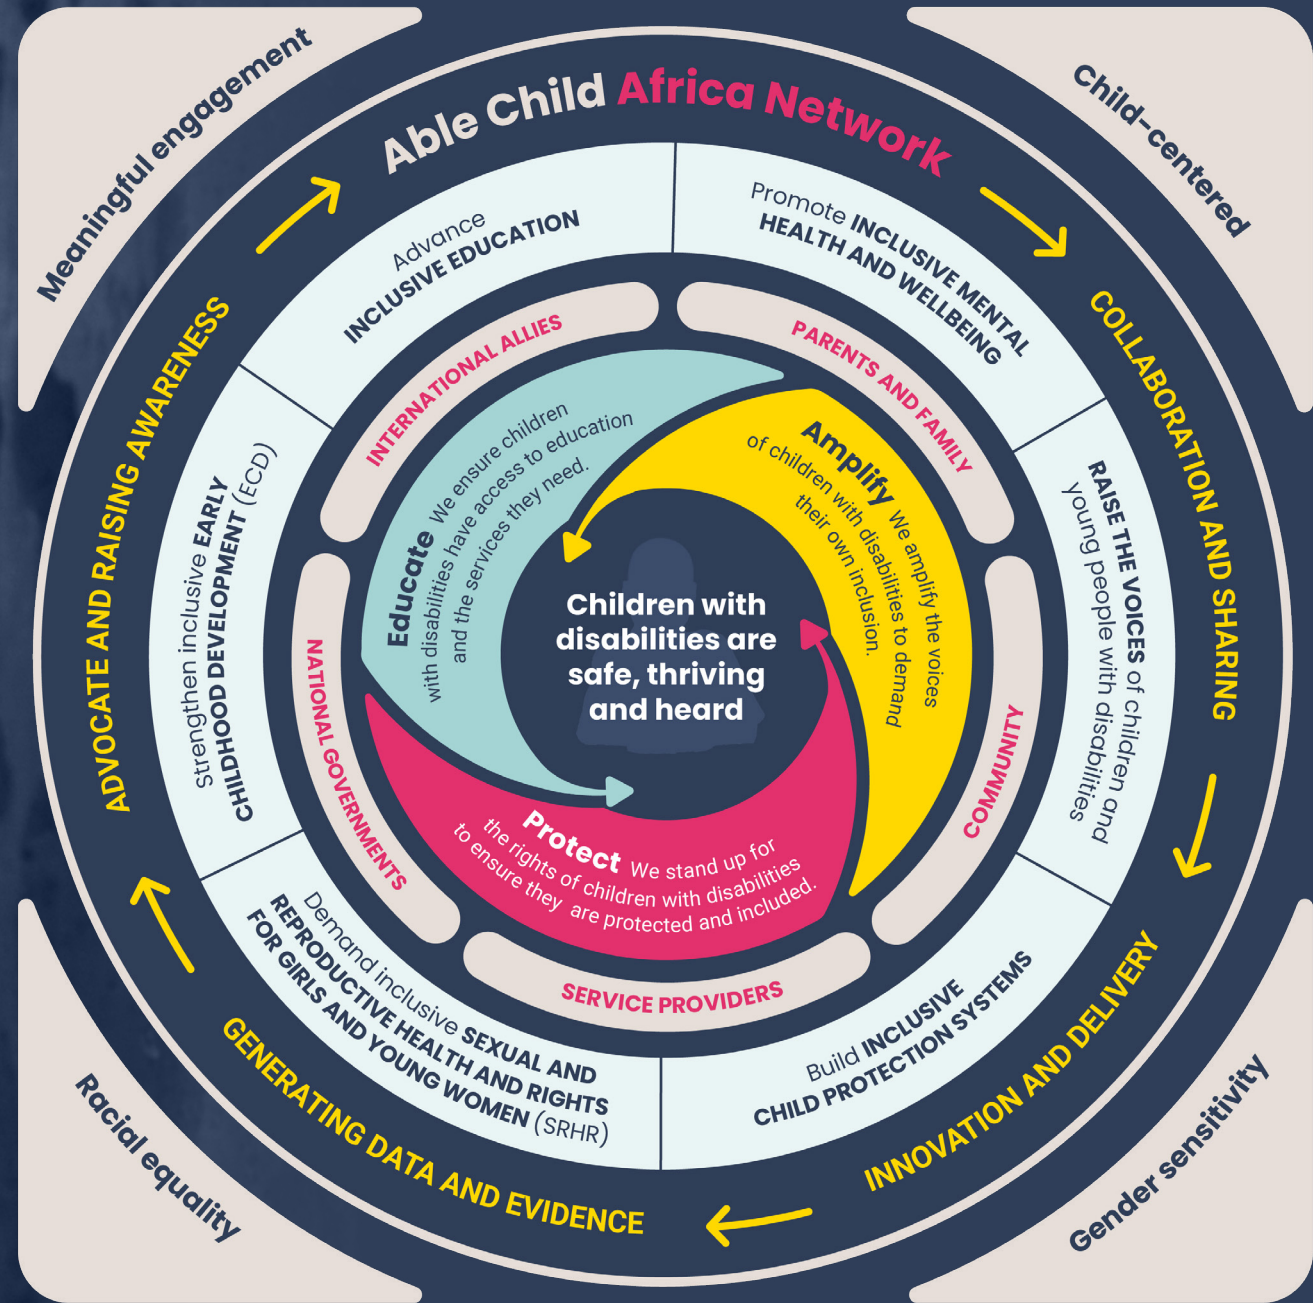 Meaningful engagement
Child-centered
Able Child Africa Network
Advance
INCLUSIVE EDUCATION
Promote INCLUSIVE MENTAL
HEALTH AND WELLBEING
COLLABORATION AND SHARING
RAISE THE VOICES of children and
young people with disabilities
INNOVATION AND DELIVERY
Build INCLUSIVE
CHILD PROTECTION SYSTEMS
GENERATING DATA AND EVIDENCE
Demand inclusive SEXUAL AND
REPRODUCTIVE HEALTH AND RIGHTS
FOR GIRLS AND YOUNG WOMEN (SRHR)
ADVOCATE AND RAISING AWARENESS
Strengthen inclusive EARLY
CHILDHOOD DEVELOPMENT (ECD)
INTERNATIONAL ALLIES
PARENTS AND FAMILY
COMMUNITY
SERVICE PROVIDERS
NATIONAL GOVERNMENTS
Educate We ensure children
with disabilities have access to education
and the services they need.
Amplify We amplify the voices
of children with disabilities to demand
their own inclusion.
Protect We stand up for
the rights of children with disabilities
to ensure they are protected and included.
Children with
disabilities are
safe, thriving
and heard
Racial equality
Gender sensitivity